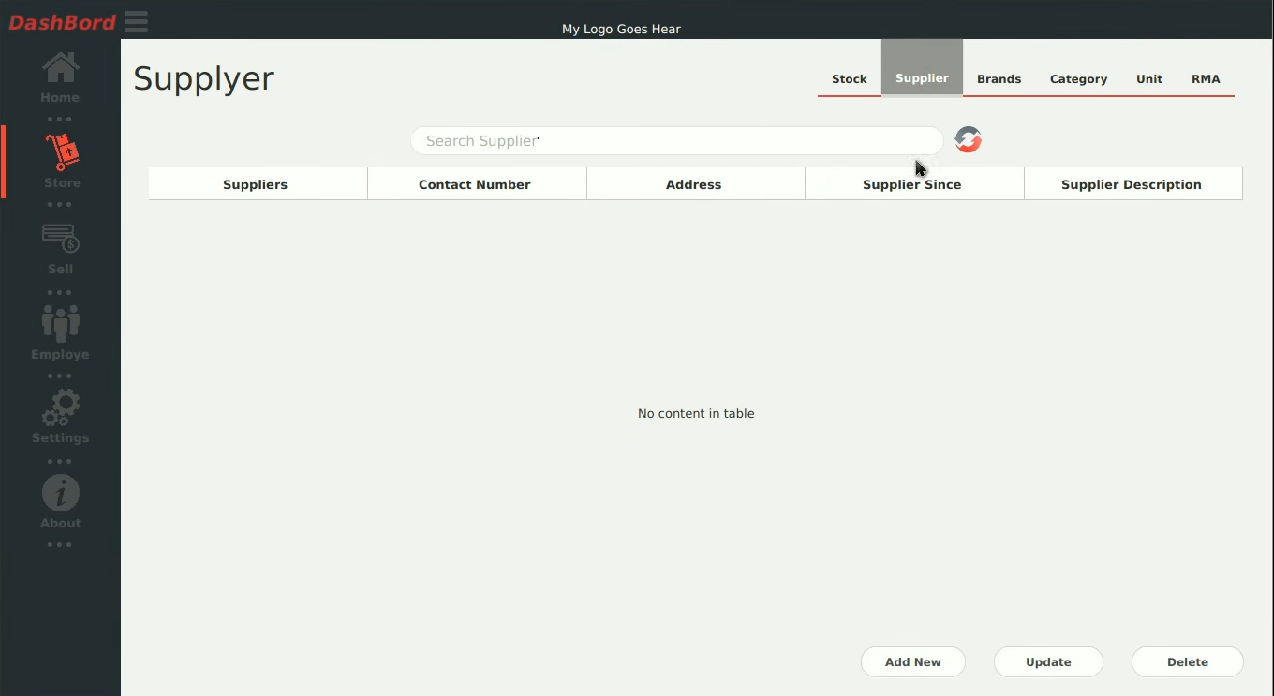 DashBord
My Logo Goes Hear
Home
Store
Sell
Employe
Settings
About
Supplyer
Stock Supplier Brands Category Unit RMA
Search Supplier
Suppliers Contact Number Address Supplier Since Supplier Description
No content in table
Add New Update Delete